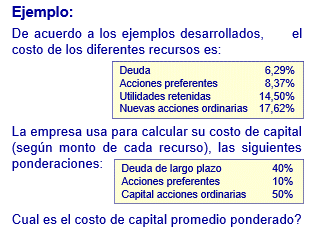 Ejemplo:
De acuerdo a los ejemplos desarrollados, el
costo de los diferentes recursos es:
Deuda 6,29%
Acciones preferentes 8,37%
Utilidades retenidas 14,50%
Nuevas acciones ordinarias 17,62%
La empresa usa para calcular su costo de capital
(según monto de cada recurso), las siguientes
ponderaciones:
Deuda de largo plazo 40%
Acciones preferentes 10%
Capital acciones ordinarias 50%
Cual es el costo de capital promedio ponderado?